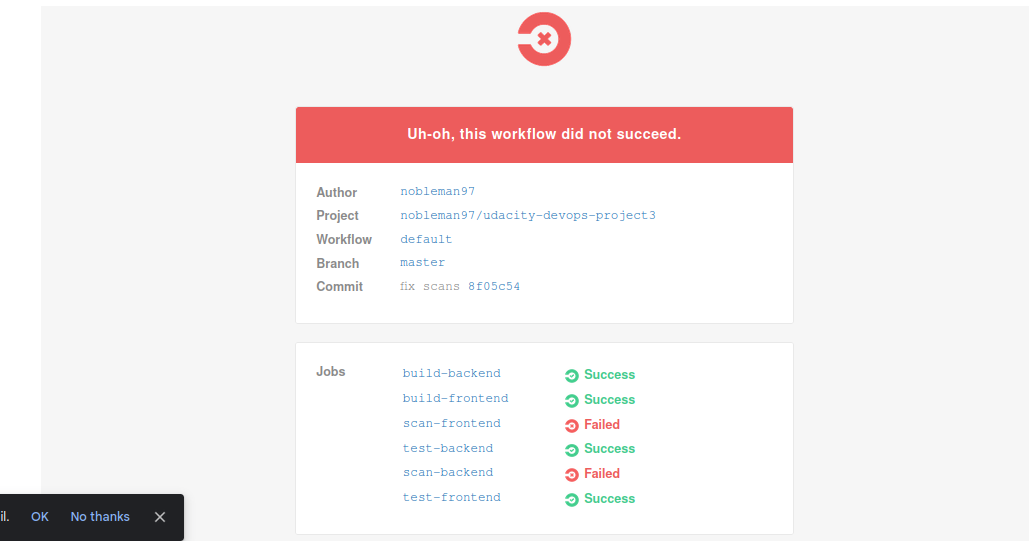 Uh-oh, this workflow did not succeed.
Author nobleman97
Project nobleman97/udacity-devops-project3
Workflow default
Branch master
Commit fix scans 8f05c54
Jobs build-backend Success
build-frontend Success
scan-frontend Failed
test-backend Success
scan-backend Failed
test-frontend Success
il. OK No thanks